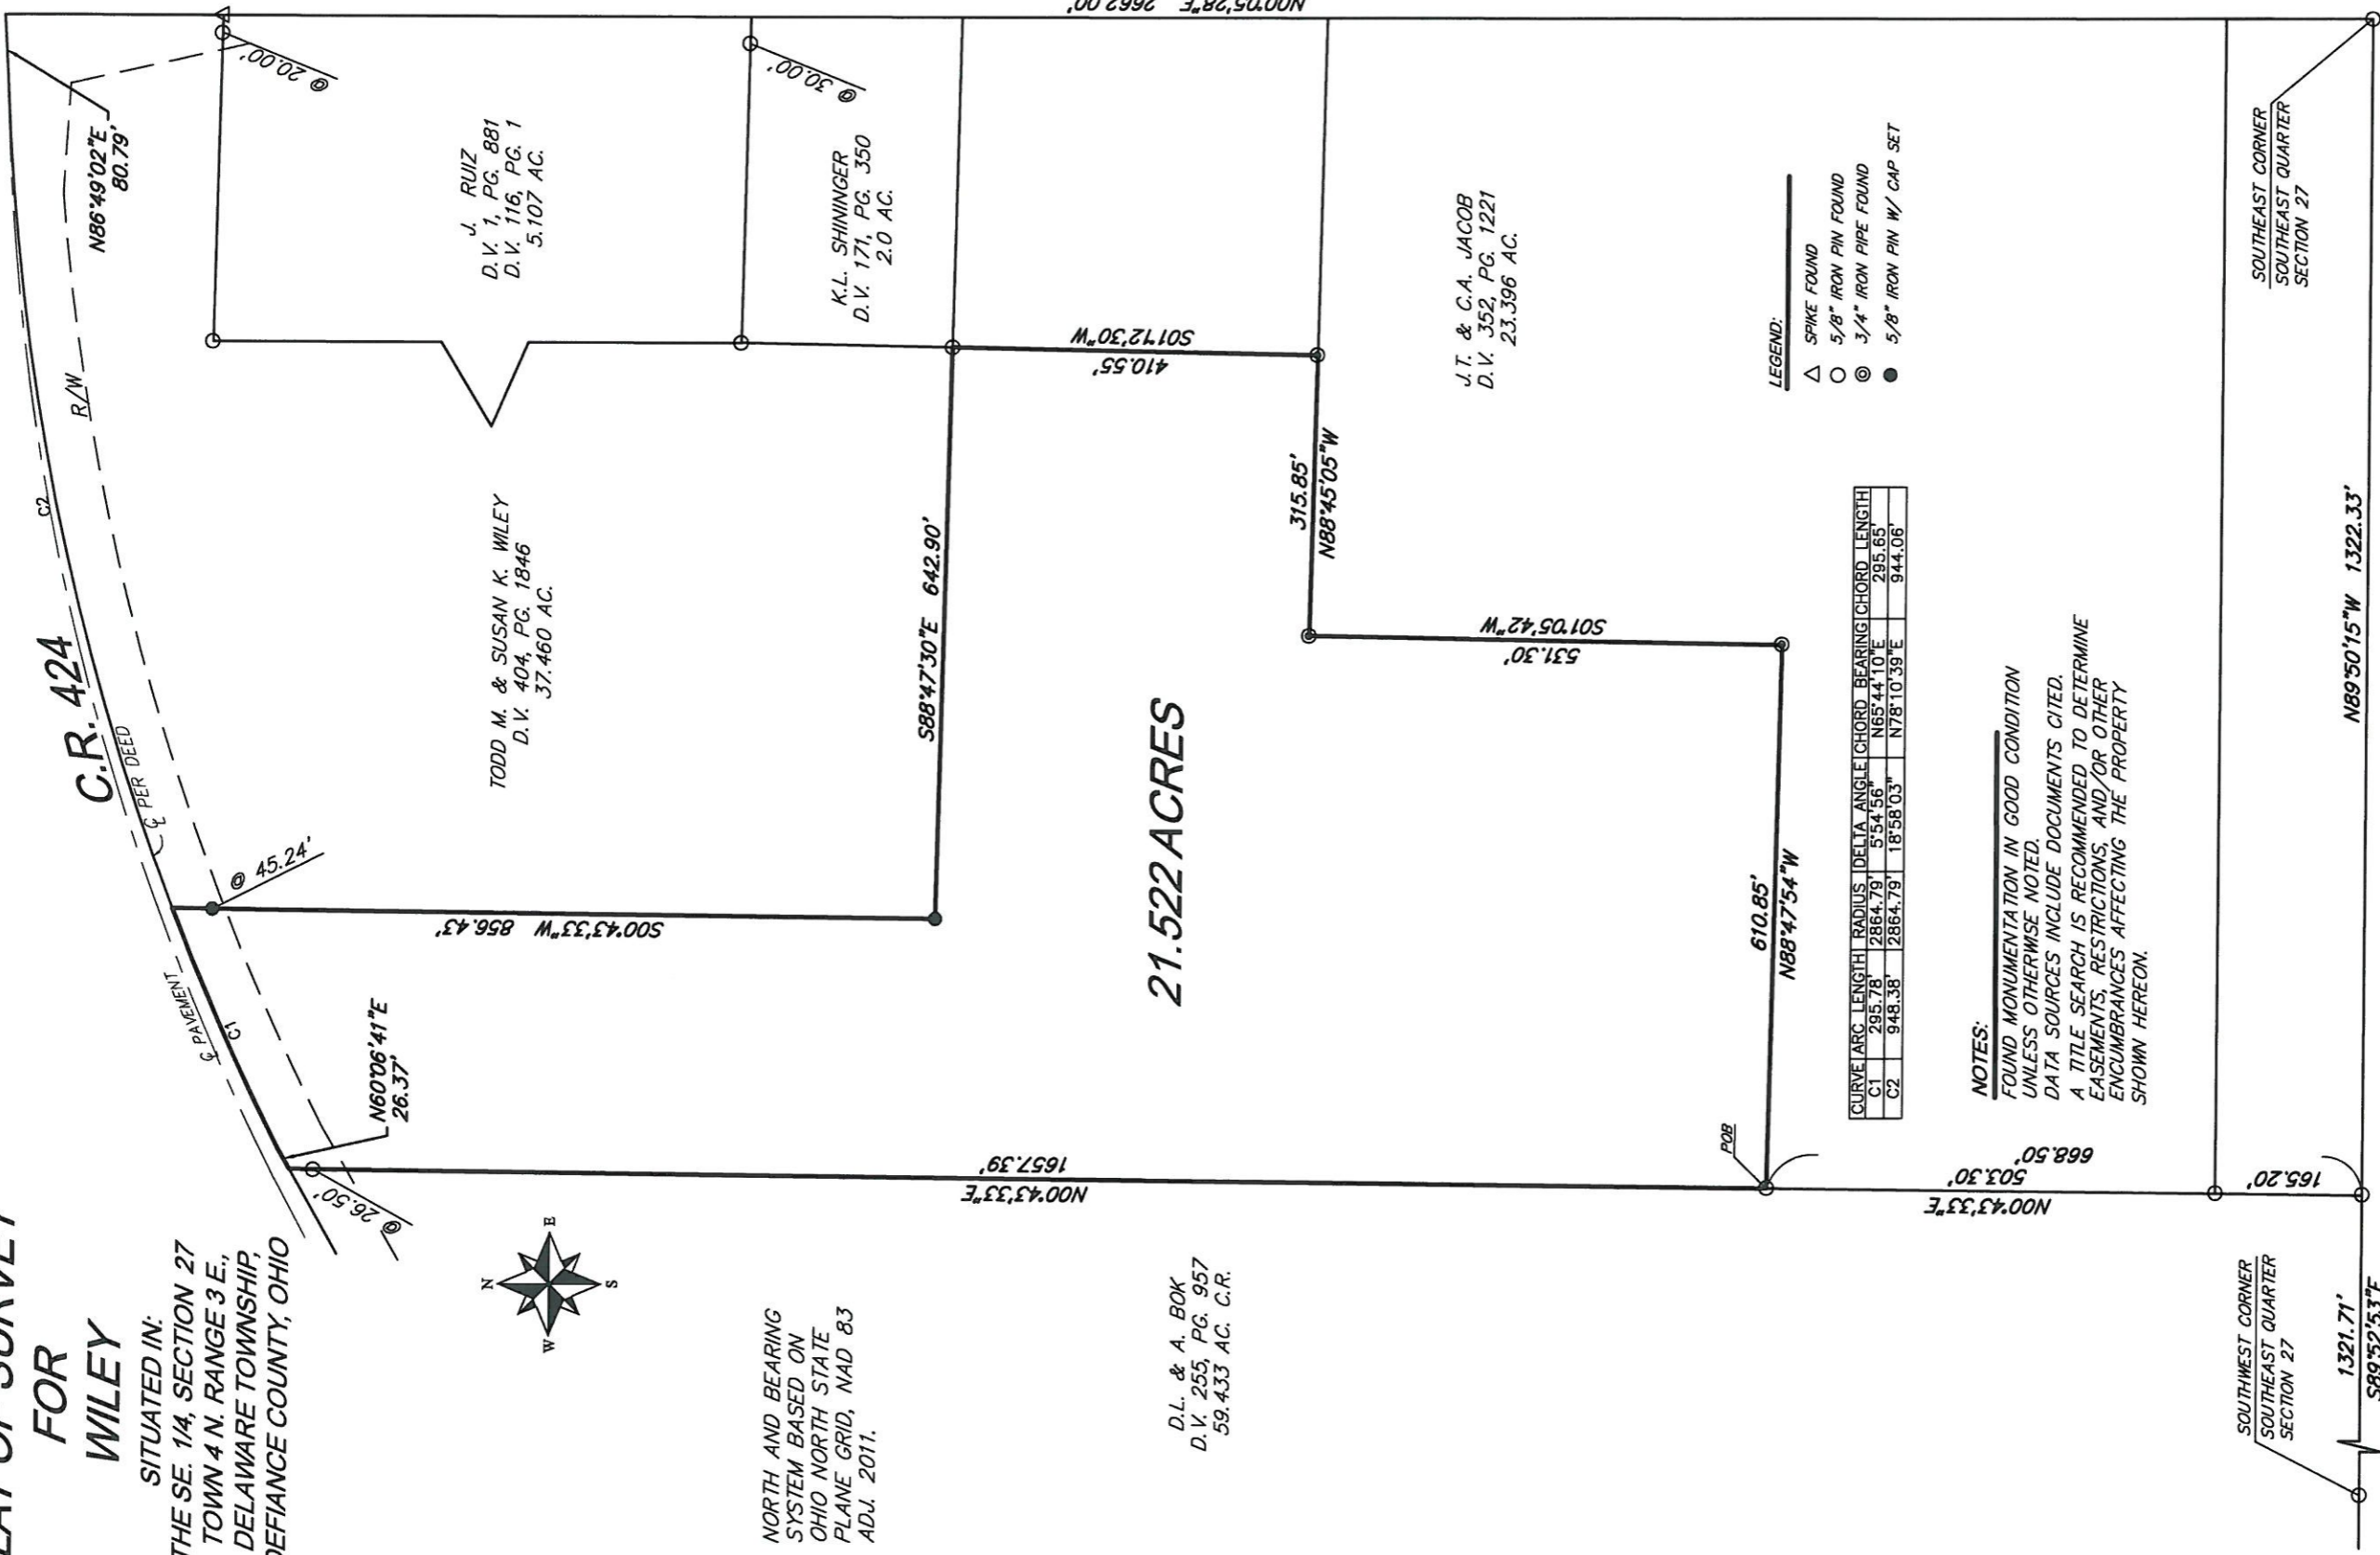 FOR
WILEY
SITUATED IN:
THE SE. 1/4, SECTION 27
TOWN 4 N. RANGE 3 E.,
DELAWARE TOWNSHIP,
DEFIANCE COUNTY, OHIO
N
W
E
S
NORTH AND BEARING
SYSTEM BASED ON
OHIO NORTH STATE
PLANE GRID, NAD 83
ADJ. 2011.
D.L. & A. BOK
D.V. 255, PG. 957
59.433 AC. C.R.
C.R. 424
℄ PER DEED
℄ PAVEMENT
C1
C2
R/W
N60°06'41"E
26.37'
@ 26.50'
@ 45.24'
N86°49'02"E
80.79'
@ 20.00'
@ 30.00'
N00°05'28"E 2662.00'
J. RUIZ
D.V. 1, PG. 881
D.V. 116, PG. 1
5.107 AC.
K.L. SHININGER
D.V. 171, PG. 350
2.0 AC.
TODD M. & SUSAN K. WILEY
D.V. 404, PG. 1846
37.460 AC.
S00°43'33"W 856.43'
S88°47'30"E 642.90'
S01°12'30"W
410.55'
315.85'
N88°45'05"W
S01°05'42"W
531.30'
21.522 ACRES
J.T. & C.A. JACOB
D.V. 352, PG. 1221
23.396 AC.
1657.39'
N00°43'33"E
610.85'
N88°47'54"W
POB
LEGEND:
SPIKE FOUND
5/8" IRON PIN FOUND
3/4" IRON PIPE FOUND
5/8" IRON PIN W/ CAP SET
CURVE ARC LENGTH RADIUS DELTA ANGLE CHORD BEARING CHORD LENGTH
C1 295.78' 2864.79' 5°54'56" N65°44'10"E 295.65'
C2 948.38' 2864.79' 18°58'03" N78°10'39"E 944.06'
NOTES:
FOUND MONUMENTATION IN GOOD CONDITON
UNLESS OTHERWISE NOTED.
DATA SOURCES INCLUDE DOCUMENTS CITED.
A TITLE SEARCH IS RECOMMENDED TO DETERMINE
EASEMENTS, RESTRICTIONS, AND/OR OTHER
ENCUMBRANCES AFFECTING THE PROPERTY
SHOWN HEREON.
668.50'
503.30'
N00°43'33"E
165.20'
SOUTHWEST CORNER
SOUTHEAST QUARTER
SECTION 27
1321.71'
S89°52'53"E
N89°50'15"W 1322.33'
SOUTHEAST CORNER
SOUTHEAST QUARTER
SECTION 27